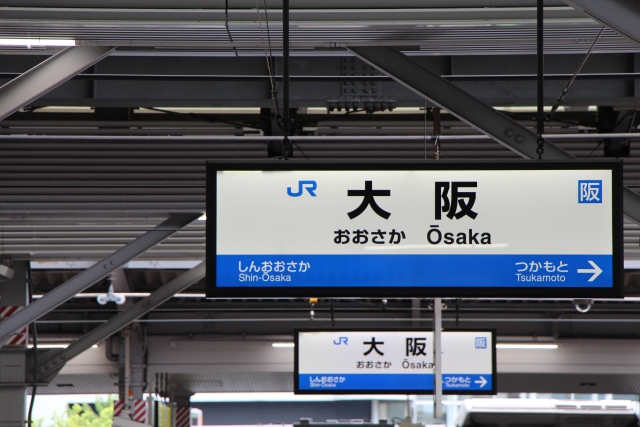 JR 大阪 阪
おおさか Ōsaka
しんおおさか つかもと →
Shin-Ōsaka Tsukamoto
JR 大阪 阪
おおさか Ōsaka
しんおおさか つかもと →
Shin-Ōsaka Tsukamoto